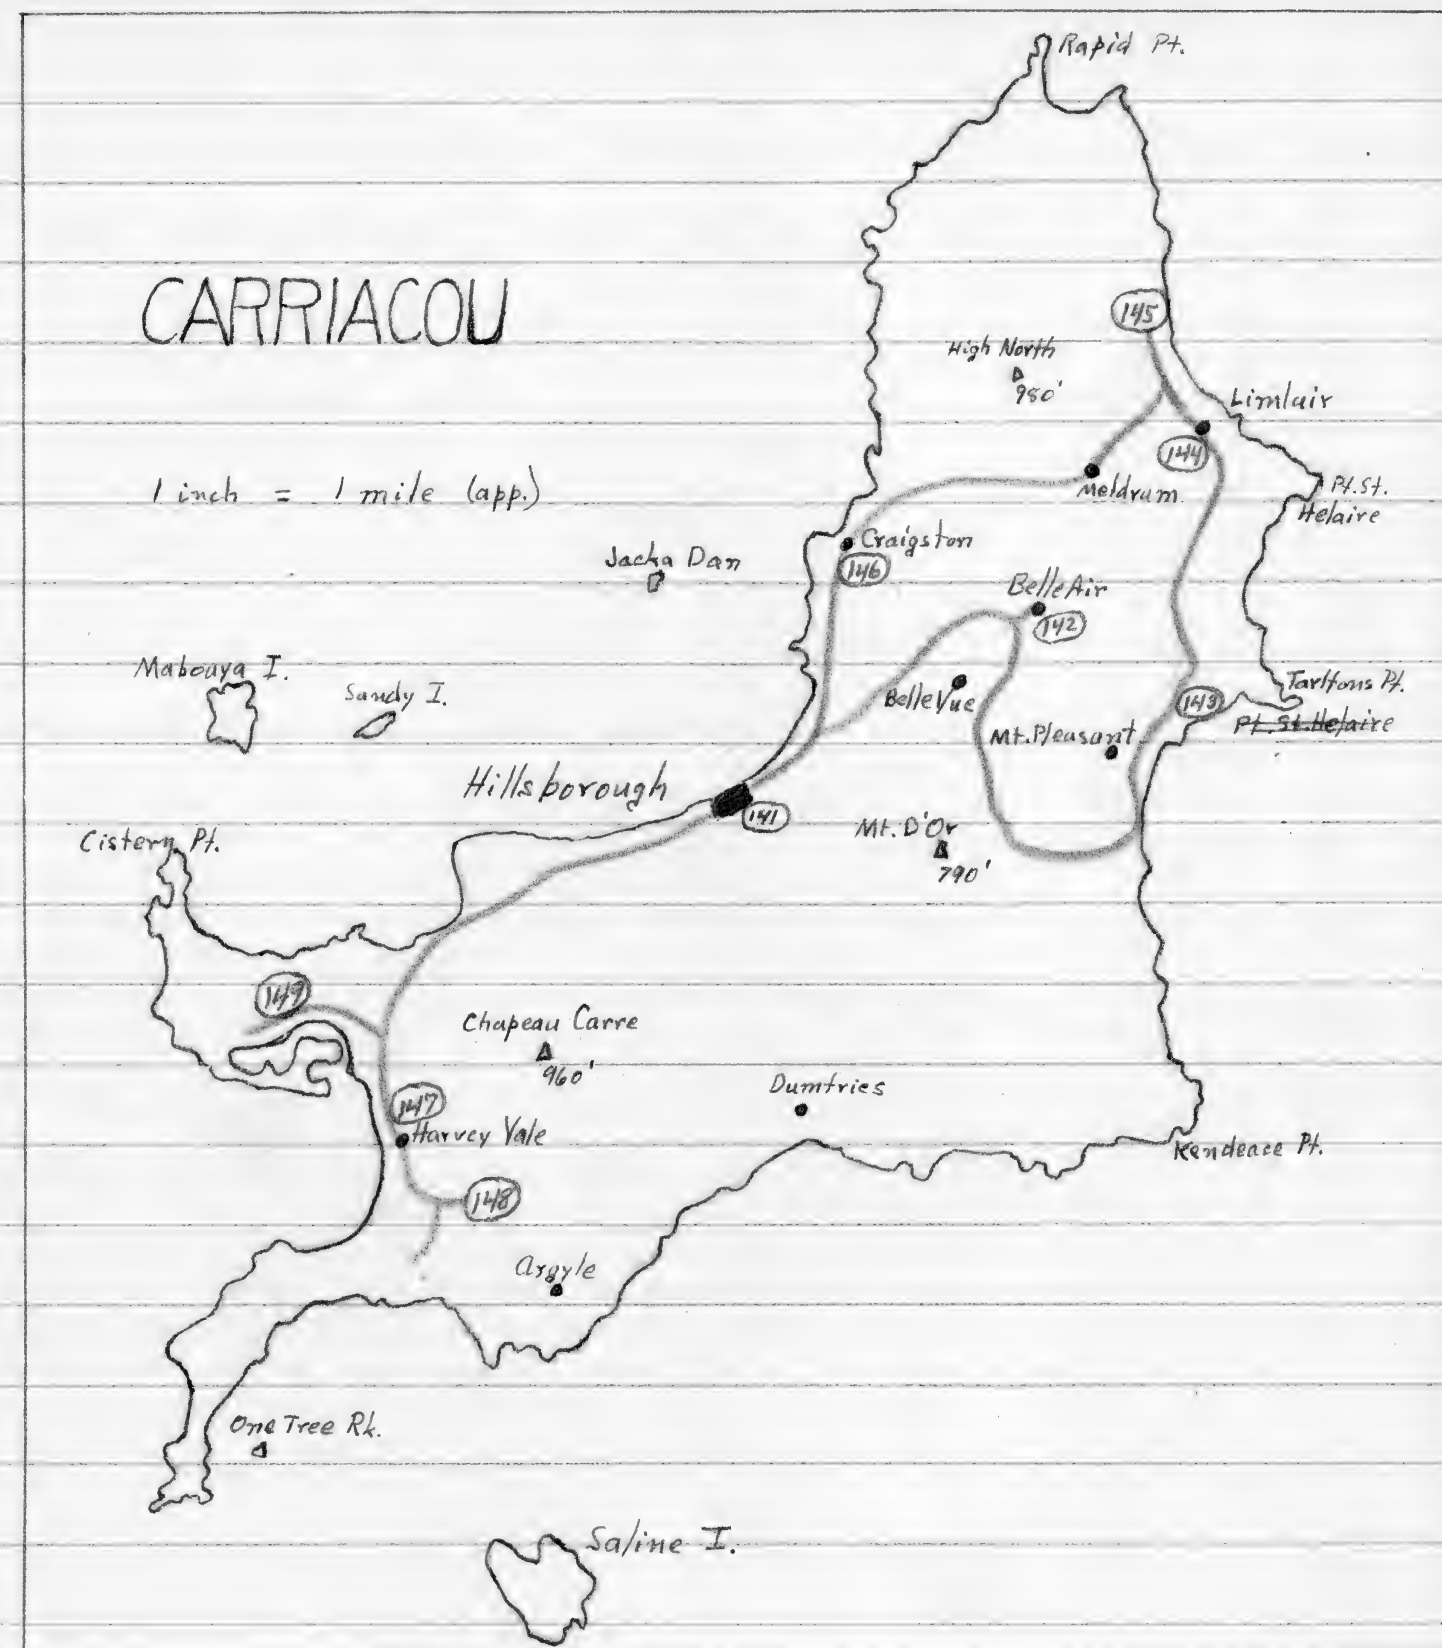 Rapid Pt.
CARRIACOU
145
High North
980'
Limlair
144
1 inch = 1 mile (app.)
Meldrum
Pt. St.
Helaire
Craigston
Jacka Dan
146
Belle Air
142
Mabouya I.
Sandy I.
Belle Vue
143
Tarltons Pt.
Pt. St. Helaire
Mt. Pleasant
Hillsborough
141
Mt. D'Or
790'
Cistern Pt.
149
Chapeau Carre
960'
Dumfries
147
Harvey Vale
Kendeace Pt.
148
Argyle
One Tree Rk.
Saline I.